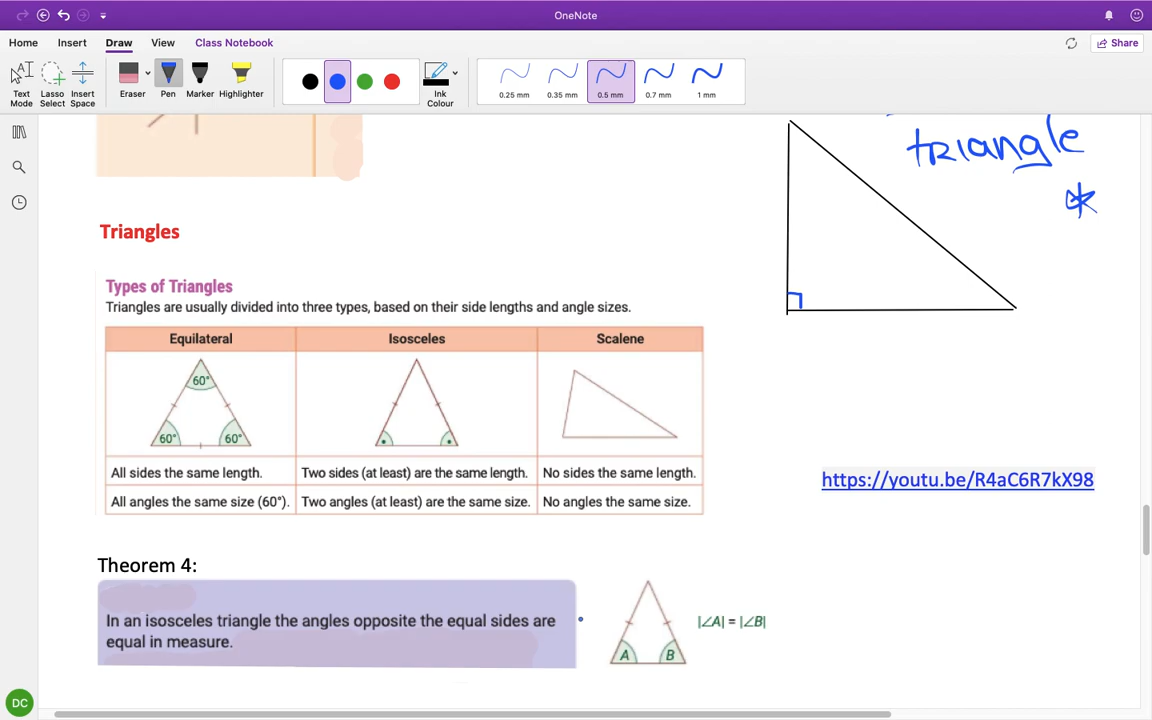 OneNote
Home Insert Draw View Class Notebook
Share
Text Mode
Lasso Select
Insert Space
Eraser
Pen
Marker
Highlighter
Ink Colour
0.25 mm 0.35 mm 0.5 mm 0.7 mm 1 mm
triangle
*
Triangles
Types of Triangles
Triangles are usually divided into three types, based on their side lengths and angle sizes.
Equilateral Isosceles Scalene
60°
60° 60°
All sides the same length. Two sides (at least) are the same length. No sides the same length.
All angles the same size (60°). Two angles (at least) are the same size. No angles the same size.
https://youtu.be/R4aC6R7kX98
Theorem 4:
In an isosceles triangle the angles opposite the equal sides are
equal in measure.
|∠A| = |∠B|
A B
DC